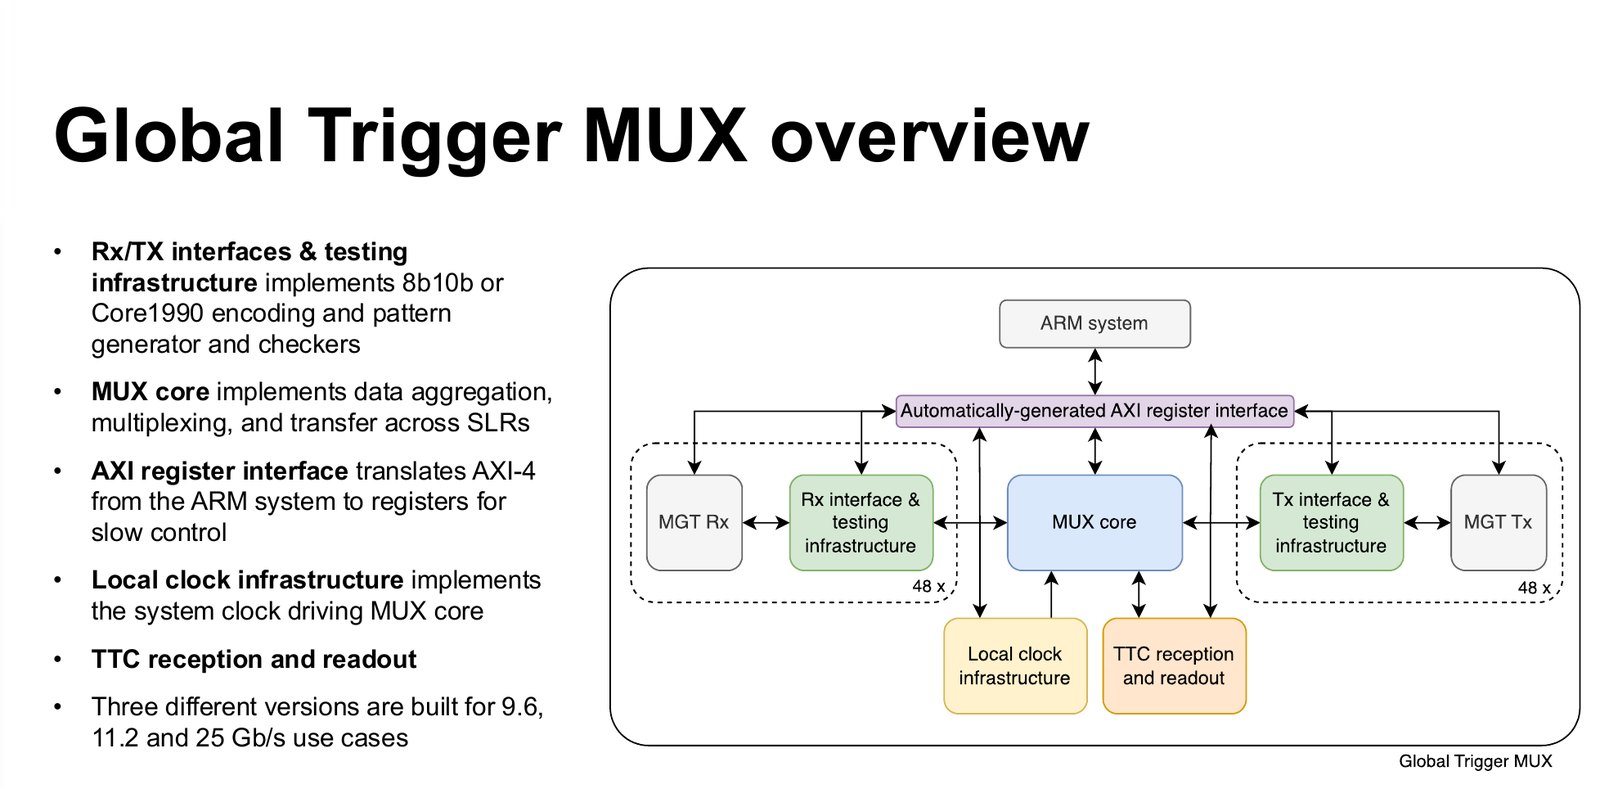 Global Trigger MUX overview
• Rx/TX interfaces & testing
infrastructure implements 8b10b or
Core1990 encoding and pattern
generator and checkers
• MUX core implements data aggregation,
multiplexing, and transfer across SLRs
• AXI register interface translates AXI-4
from the ARM system to registers for
slow control
• Local clock infrastructure implements
the system clock driving MUX core
• TTC reception and readout
• Three different versions are built for 9.6,
11.2 and 25 Gb/s use cases
ARM system
Automatically-generated AXI register interface
MGT Rx
Rx interface &
testing
infrastructure
48 x
MUX core
Tx interface &
testing
infrastructure
MGT Tx
48 x
Local clock
infrastructure
TTC reception
and readout
Global Trigger MUX